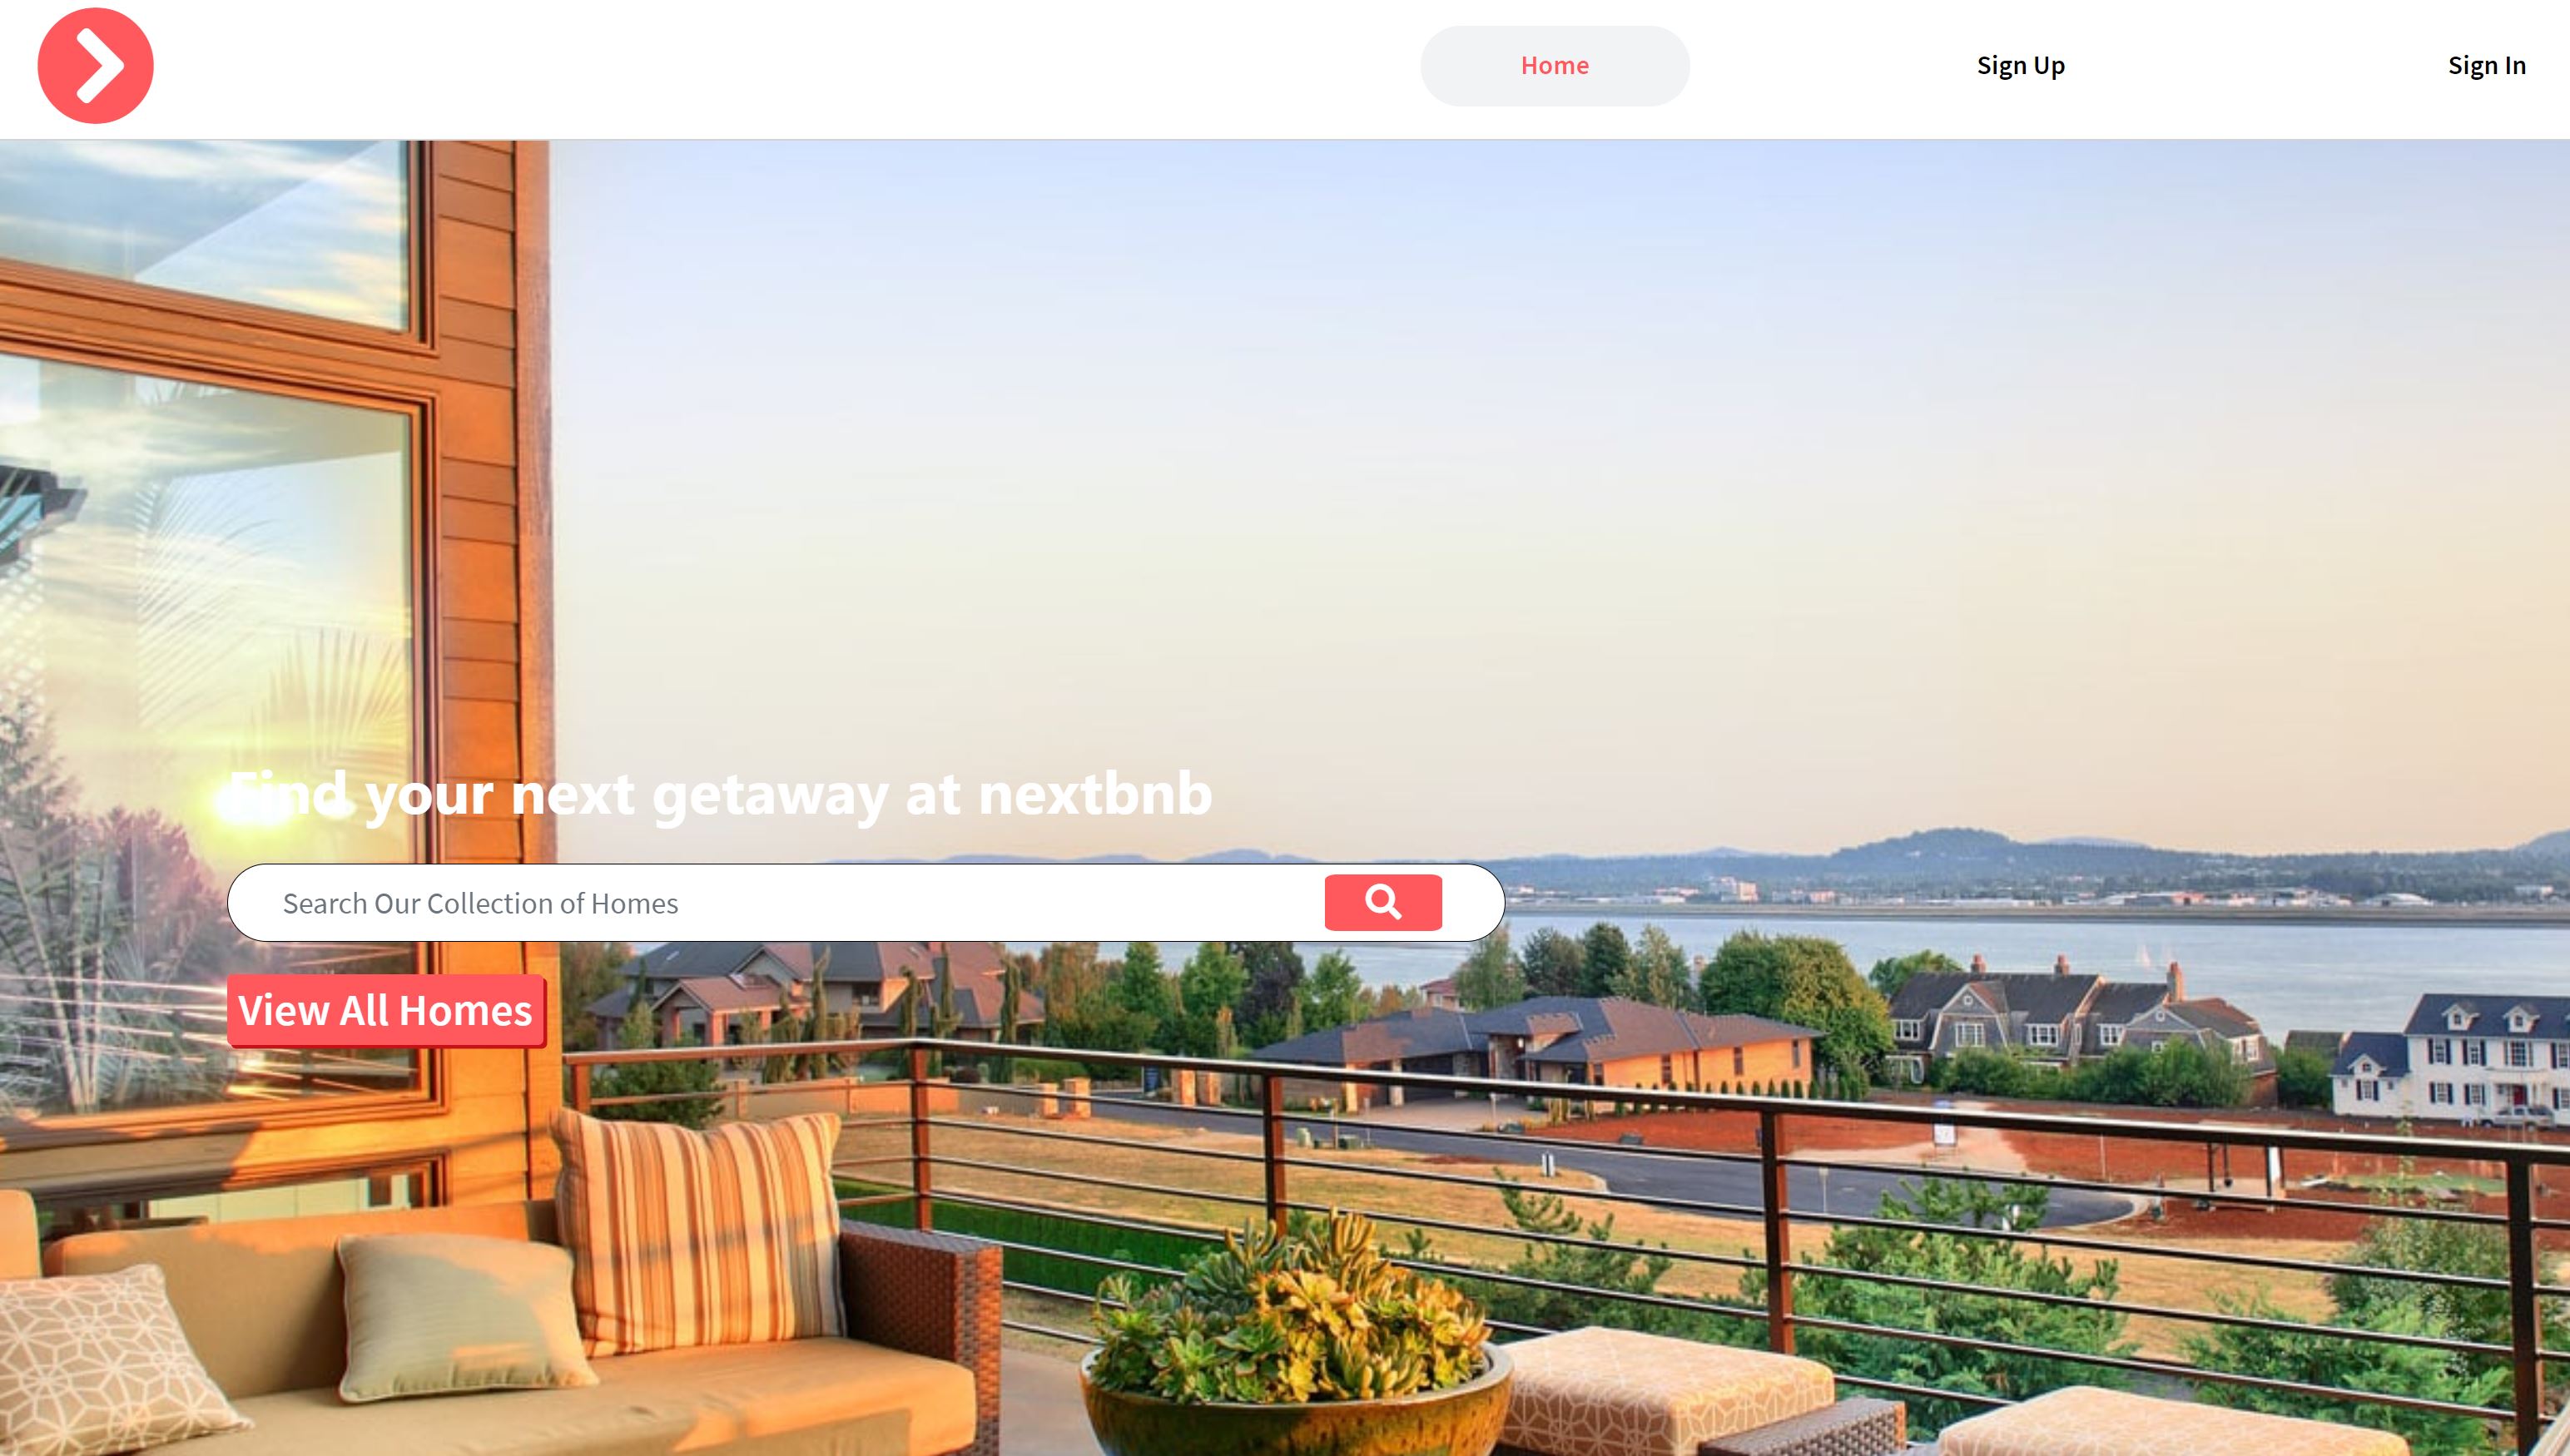 Home
Sign Up
Sign In
Find your next getaway at nextbnb
Search Our Collection of Homes
View All Homes